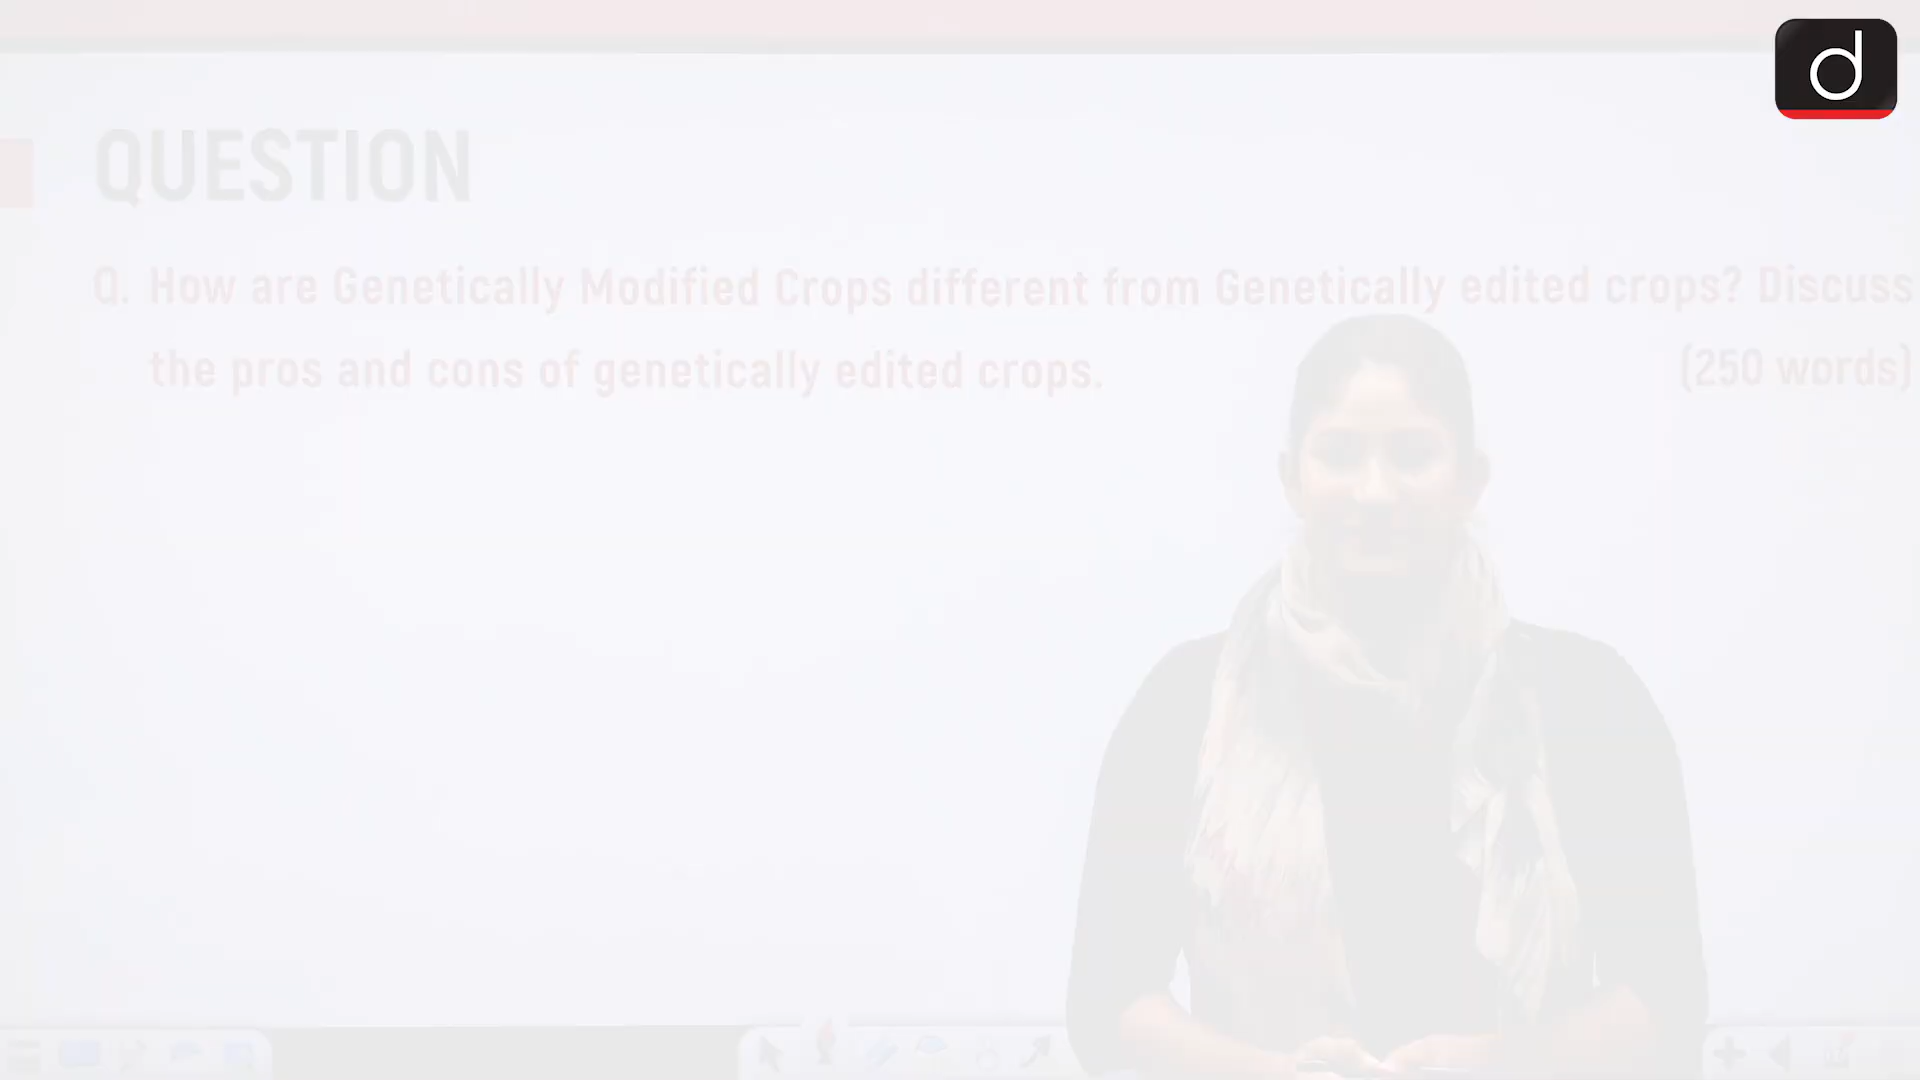 d
QUESTION
Q. How are Genetically Modified Crops different from Genetically edited crops? Discuss
the pros and cons of genetically edited crops. (250 words)